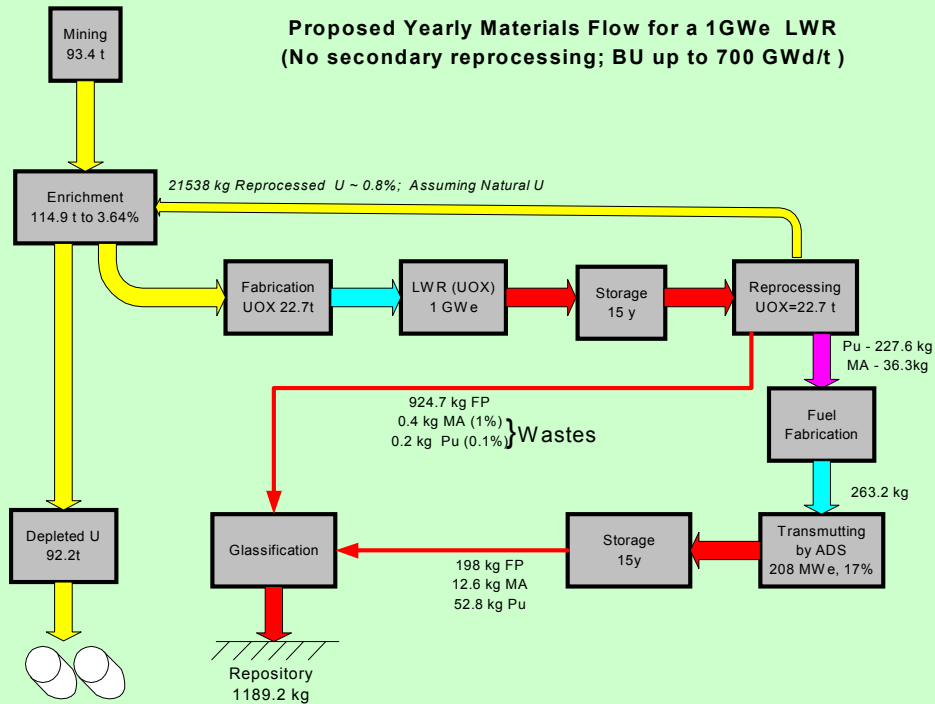 Proposed Yearly Materials Flow for a 1GWe LWR
(No secondary reprocessing; BU up to 700 GWd/t )
Mining
93.4 t
21538 kg Reprocessed U ~ 0.8%; Assuming Natural U
Enrichment
114.9 t to 3.64%
Fabrication
UOX 22.7t
LWR (UOX)
1 GWe
Storage
15 y
Reprocessing
UOX=22.7 t
Pu - 227.6 kg
MA - 36.3kg
924.7 kg FP
0.4 kg MA (1%)
0.2 kg Pu (0.1%)
}Wastes
Fuel
Fabrication
263.2 kg
Depleted U
92.2t
Glassification
Storage
15y
Transmutting
by ADS
208 MWe, 17%
198 kg FP
12.6 kg MA
52.8 kg Pu
Repository
1189.2 kg